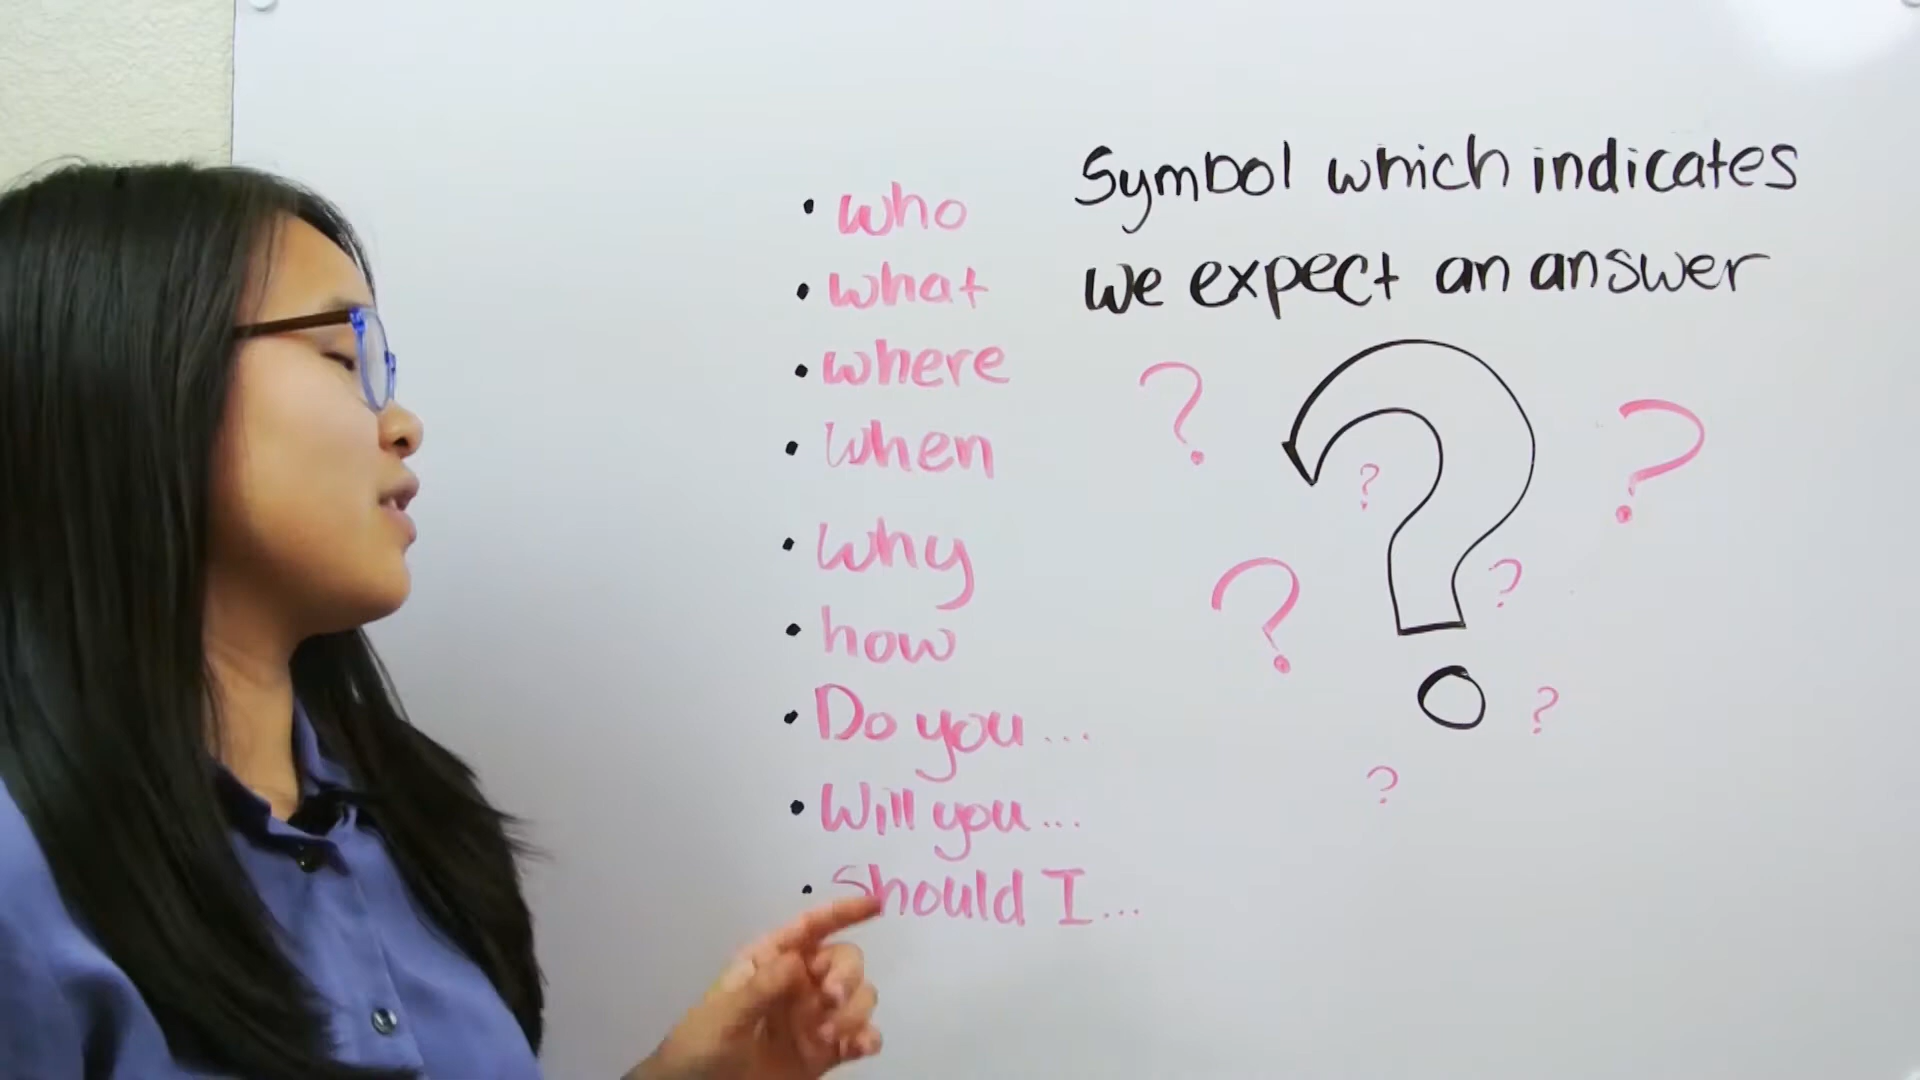 Symbol which indicates
we expect an answer
• who
• what
• where
• when
• why
• how
• Do you...
• Will you...
• Should I...
?
?
?
?
?
?
?
?